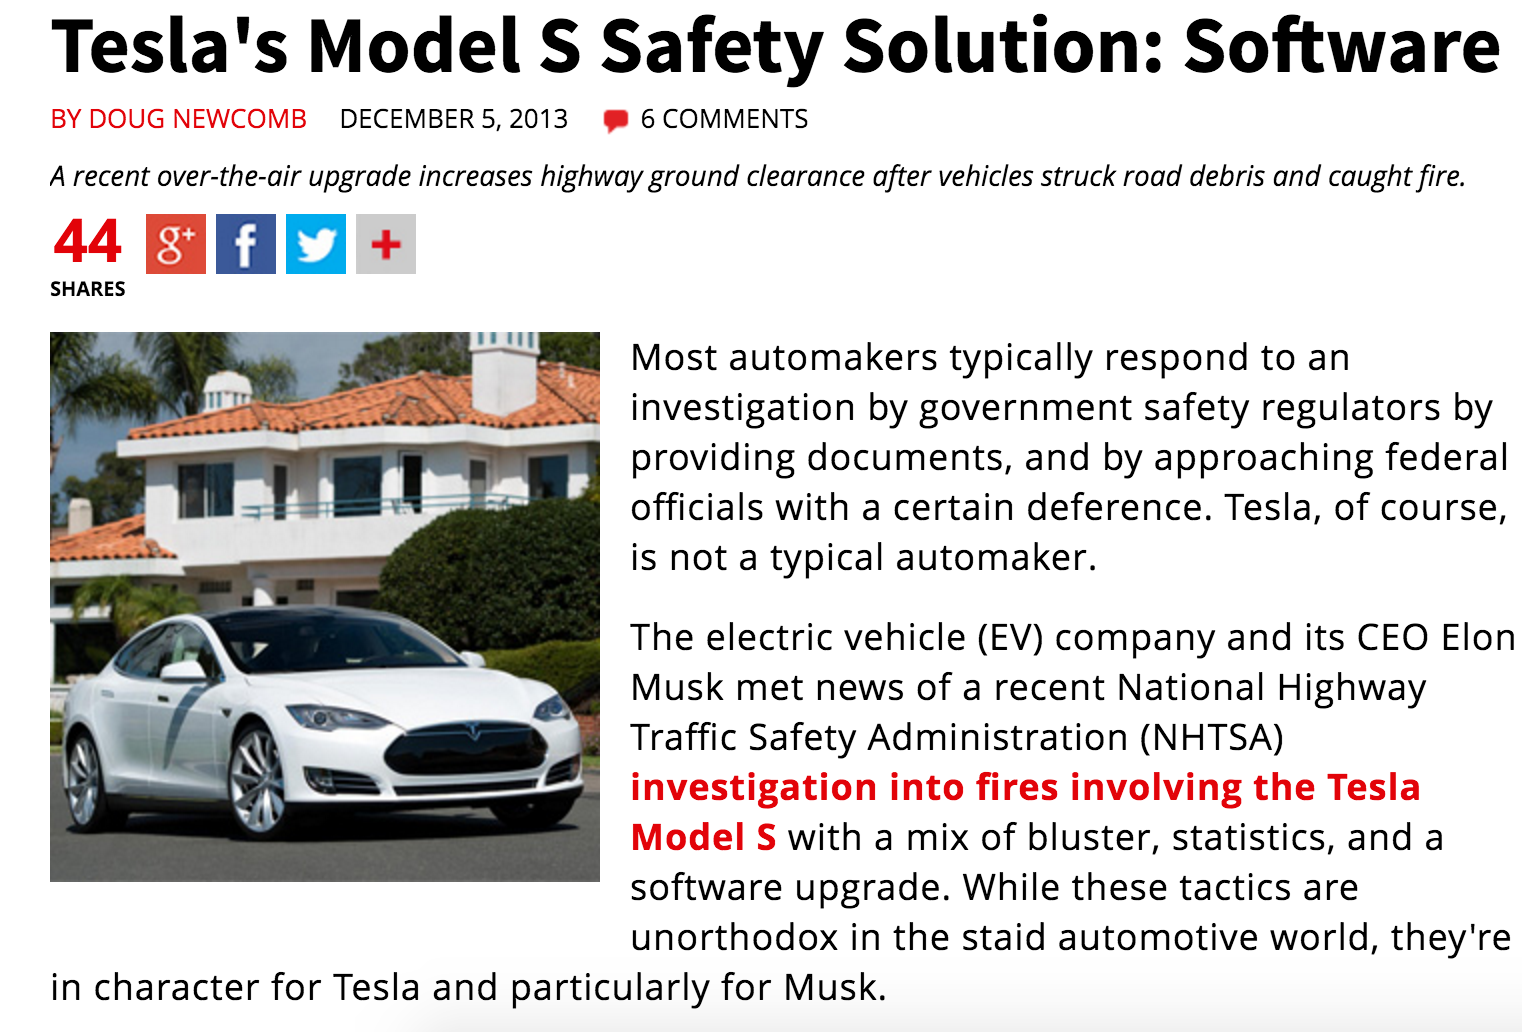 Tesla's Model S Safety Solution: Software
BY DOUG NEWCOMB DECEMBER 5, 2013 6 COMMENTS
A recent over-the-air upgrade increases highway ground clearance after vehicles struck road debris and caught fire.
44
g+ f +
SHARES
Most automakers typically respond to an
investigation by government safety regulators by
providing documents, and by approaching federal
officials with a certain deference. Tesla, of course,
is not a typical automaker.
The electric vehicle (EV) company and its CEO Elon
Musk met news of a recent National Highway
Traffic Safety Administration (NHTSA)
investigation into fires involving the Tesla
Model S with a mix of bluster, statistics, and a
software upgrade. While these tactics are
unorthodox in the staid automotive world, they're
in character for Tesla and particularly for Musk.